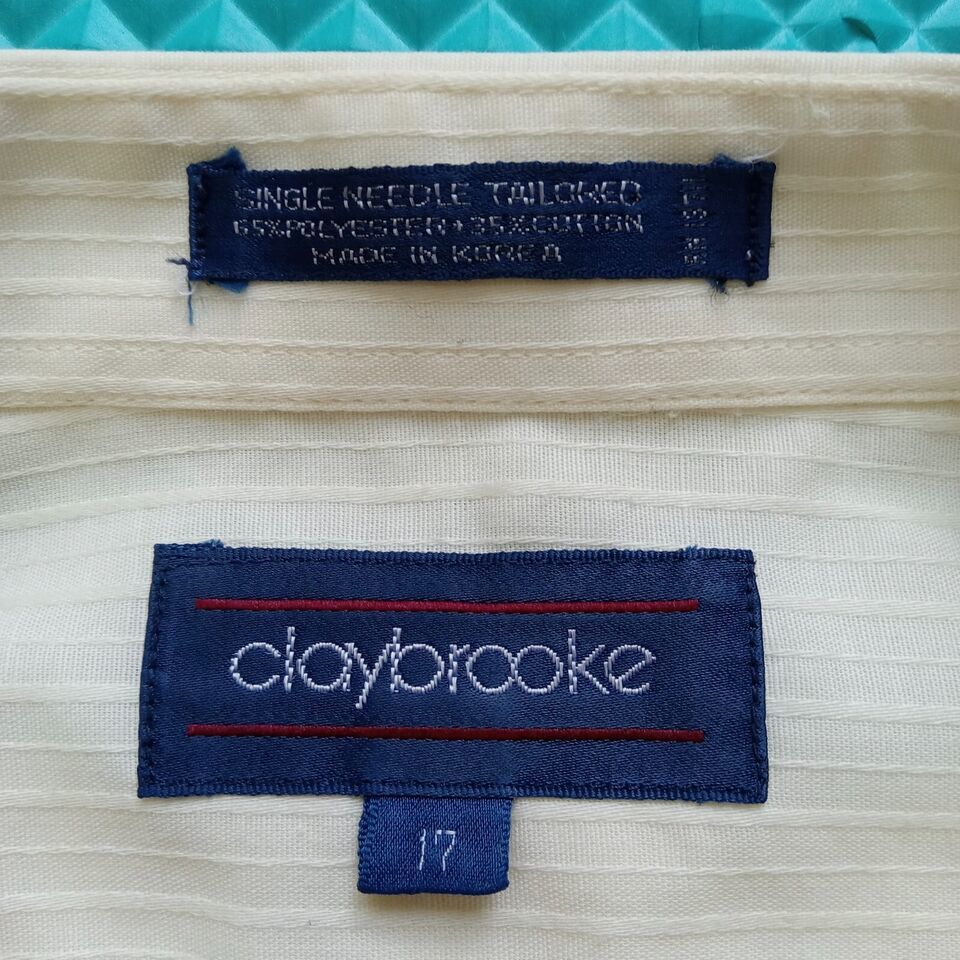 SINGLE NEEDLE TAILORED
65%POLYESTER•35%COTTON
MADE IN KOREA
claybrooke
17